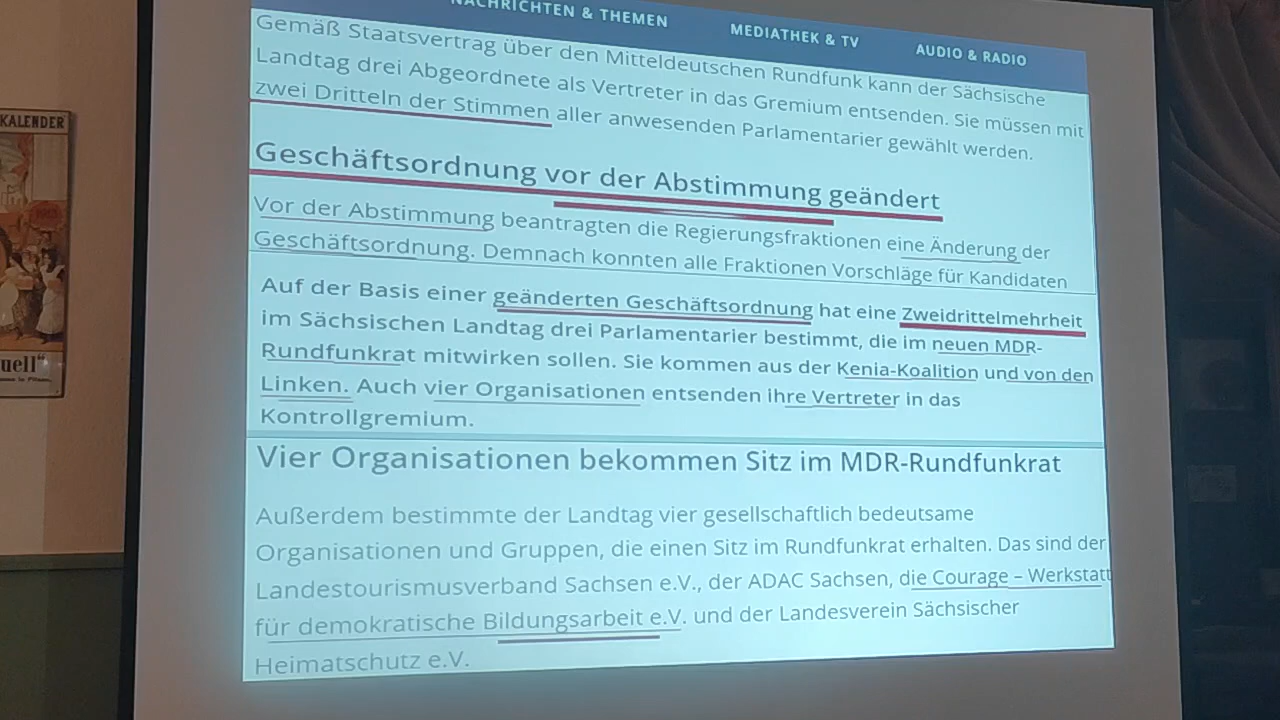 KALENDER
uell"
NACHRICHTEN & THEMEN
MEDIATHEK & TV
AUDIO & RADIO
Gemäß Staatsvertrag über den Mitteldeutschen Rundfunk kann der Sächsische
Landtag drei Abgeordnete als Vertreter in das Gremium entsenden. Sie müssen mit
zwei Dritteln der Stimmen aller anwesenden Parlamentarier gewählt werden.
Geschäftsordnung vor der Abstimmung geändert
Vor der Abstimmung beantragten die Regierungsfraktionen eine Änderung der
Geschäftsordnung. Demnach konnten alle Fraktionen Vorschläge für Kandidaten
Auf der Basis einer geänderten Geschäftsordnung hat eine Zweidrittelmehrheit
im Sächsischen Landtag drei Parlamentarier bestimmt, die im neuen MDR-
Rundfunkrat mitwirken sollen. Sie kommen aus der Kenia-Koalition und von den
Linken. Auch vier Organisationen entsenden ihre Vertreter in das
Kontrollgremium.
Vier Organisationen bekommen Sitz im MDR-Rundfunkrat
Außerdem bestimmte der Landtag vier gesellschaftlich bedeutsame
Organisationen und Gruppen, die einen Sitz im Rundfunkrat erhalten. Das sind der
Landestourismusverband Sachsen e.V., der ADAC Sachsen, die Courage – Werkstatt
für demokratische Bildungsarbeit e.V. und der Landesverein Sächsischer
Heimatschutz e.V.